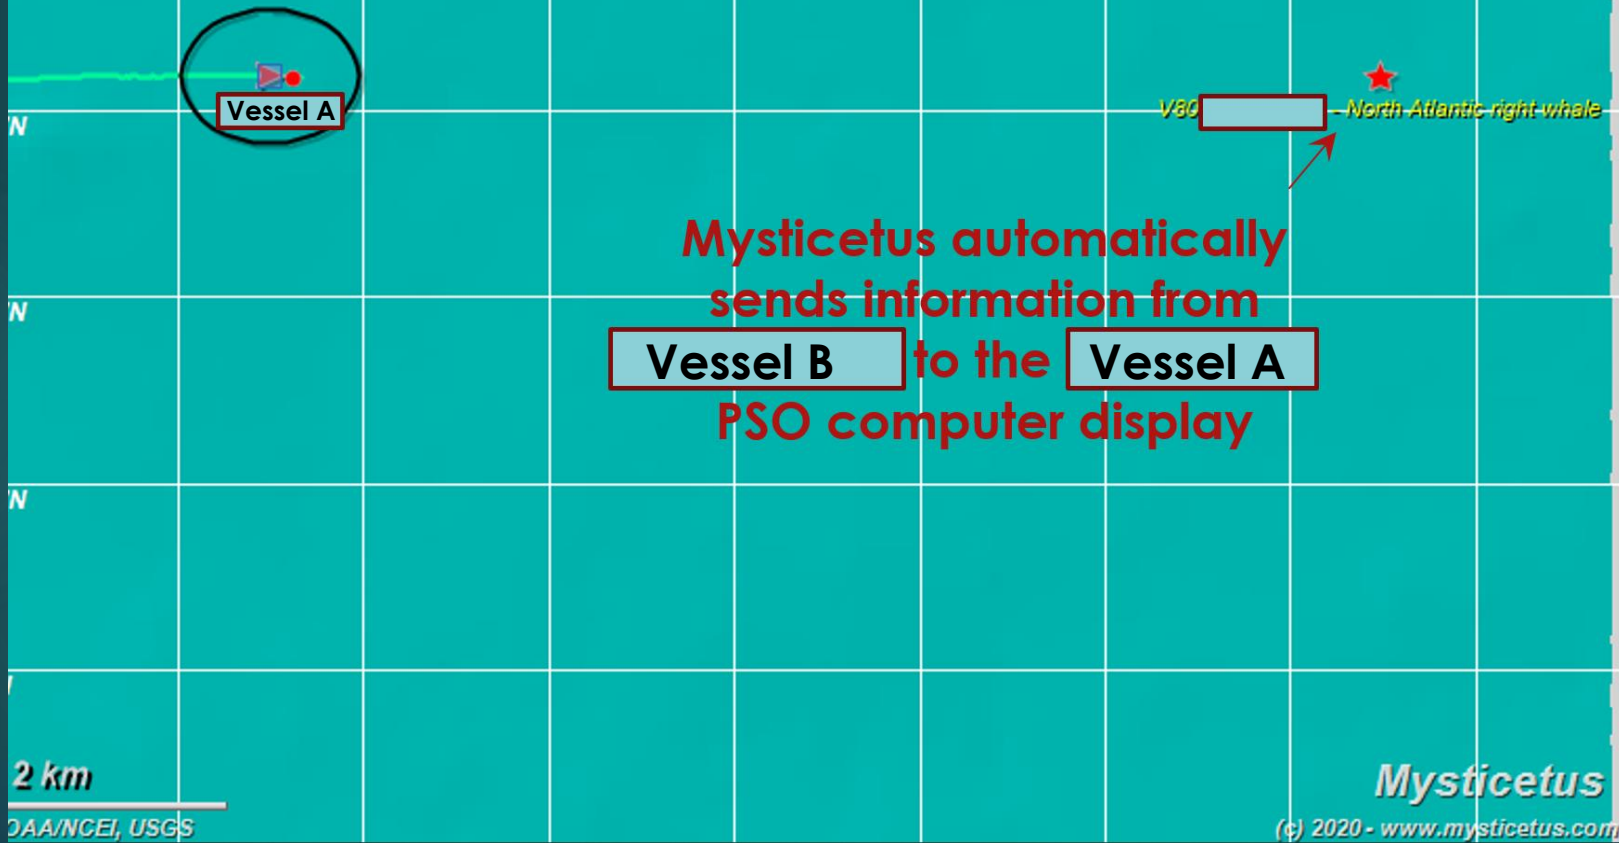 Vessel A
V80 - North Atlantic right whale
N
Mysticetus automatically
sends information from
N
Vessel B to the Vessel A
PSO computer display
N
2 km
Mysticetus
OAA/NCEI, USGS
(c) 2020 - www.mysticetus.com